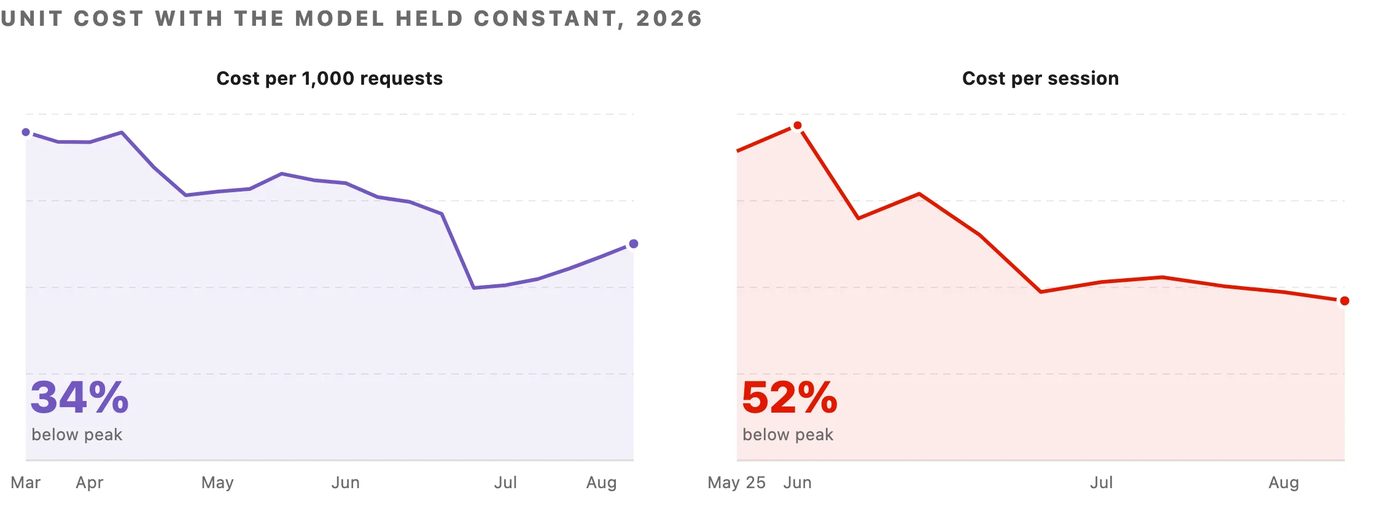 UNIT COST WITH THE MODEL HELD CONSTANT, 2026
Cost per 1,000 requests
34%
below peak
Mar Apr May Jun Jul Aug
Cost per session
52%
below peak
May 25 Jun Jul Aug